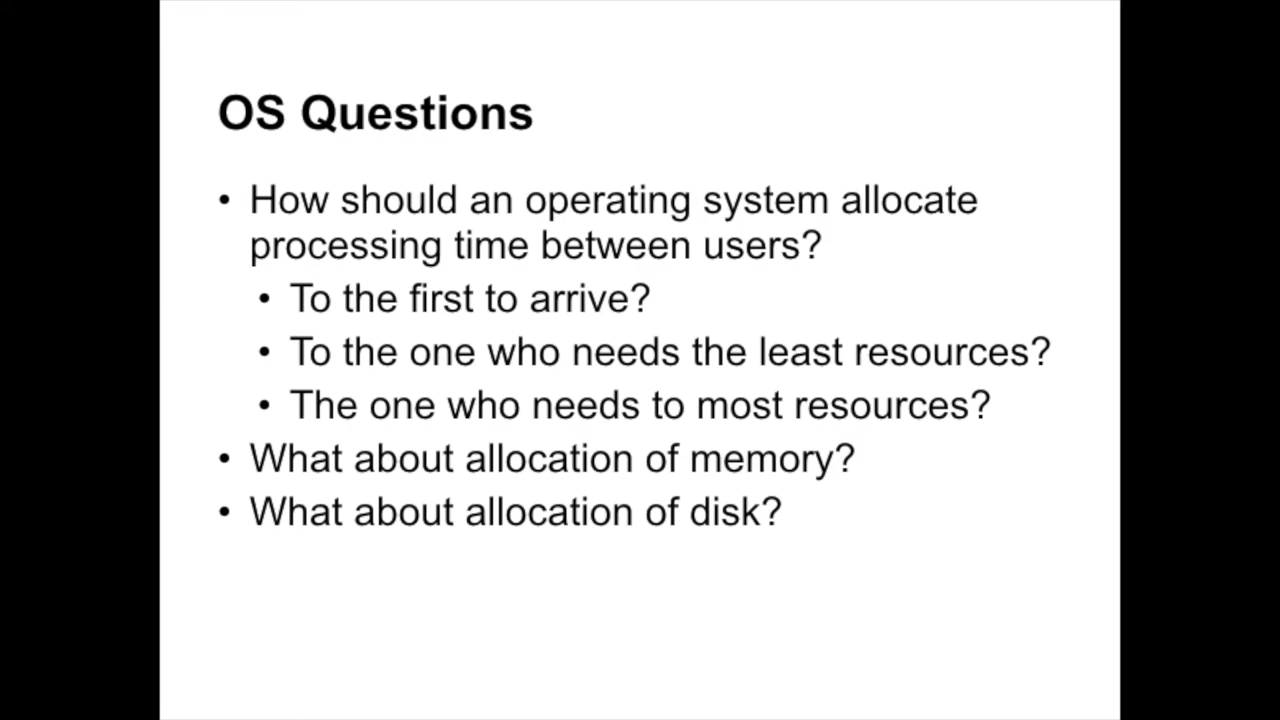 OS Questions
• How should an operating system allocate
processing time between users?
• To the first to arrive?
• To the one who needs the least resources?
• The one who needs to most resources?
• What about allocation of memory?
• What about allocation of disk?